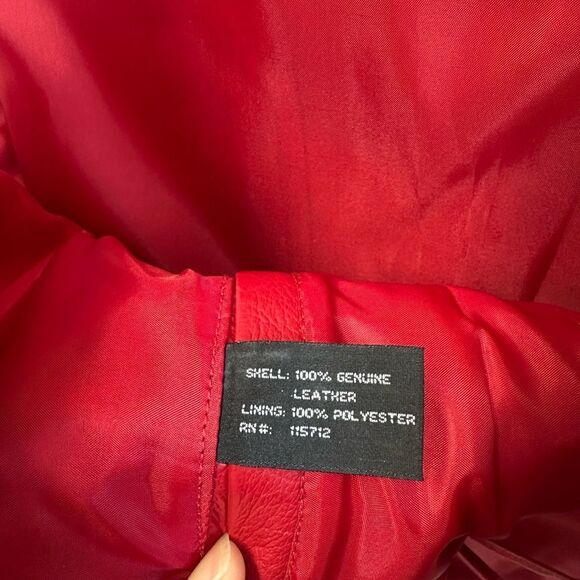 SHELL: 100% GENUINE
LEATHER
LINING: 100% POLYESTER
RN#: 115712